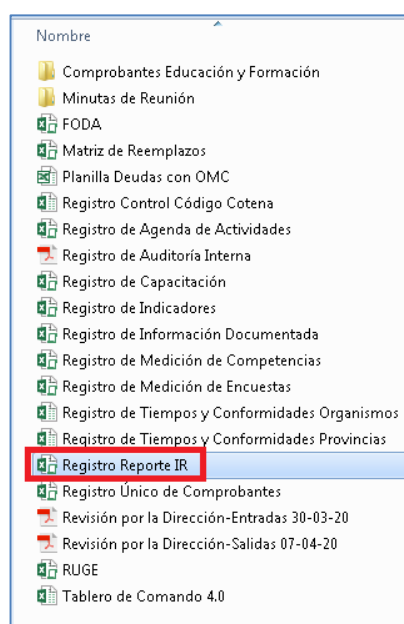 Nombre
Comprobantes Educación y Formación
Minutas de Reunión
FODA
Matriz de Reemplazos
Planilla Deudas con OMC
Registro Control Código Cotena
Registro de Agenda de Actividades
Registro de Auditoría Interna
Registro de Capacitación
Registro de Indicadores
Registro de Información Documentada
Registro de Medición de Competencias
Registro de Medición de Encuestas
Registro de Tiempos y Conformidades Organismos
Registro de Tiempos y Conformidades Provincias
Registro Reporte IR
Registro Único de Comprobantes
Revisión por la Dirección-Entradas 30-03-20
Revisión por la Dirección-Salidas 07-04-20
RUGE
Tablero de Comando 4.0